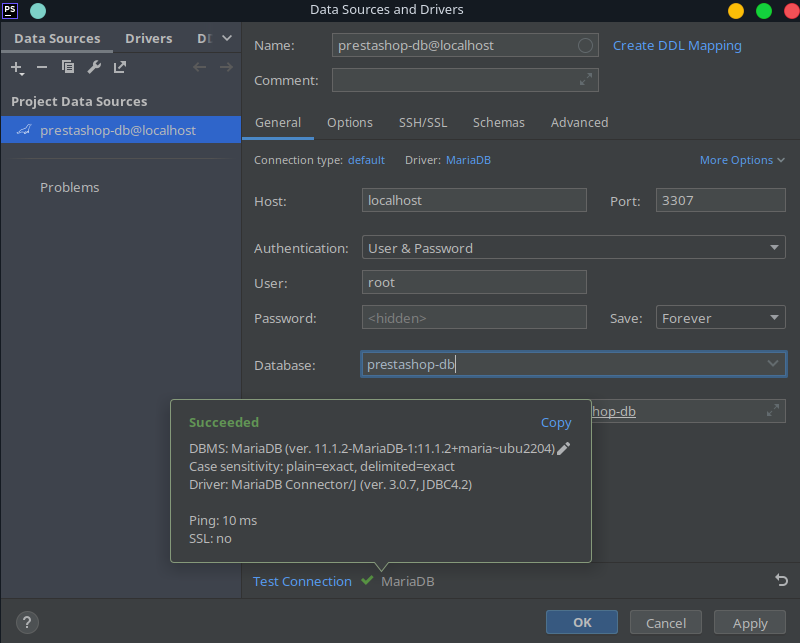 PS
Data Sources and Drivers
Data Sources Drivers
Name: prestashop-db@localhost Create DDL Mapping
Comment:
Project Data Sources
prestashop-db@localhost
Problems
General Options SSH/SSL Schemas Advanced
Connection type: default Driver: MariaDB More Options
Host: localhost Port: 3307
Authentication: User & Password
User: root
Password: <hidden> Save: Forever
Database: prestashop-db
hop-db
Succeeded Copy
DBMS: MariaDB (ver. 11.1.2-MariaDB-1:11.1.2+maria~ubu2204)
Case sensitivity: plain=exact, delimited=exact
Driver: MariaDB Connector/J (ver. 3.0.7, JDBC4.2)
Ping: 10 ms
SSL: no
Test Connection MariaDB
? OK Cancel Apply